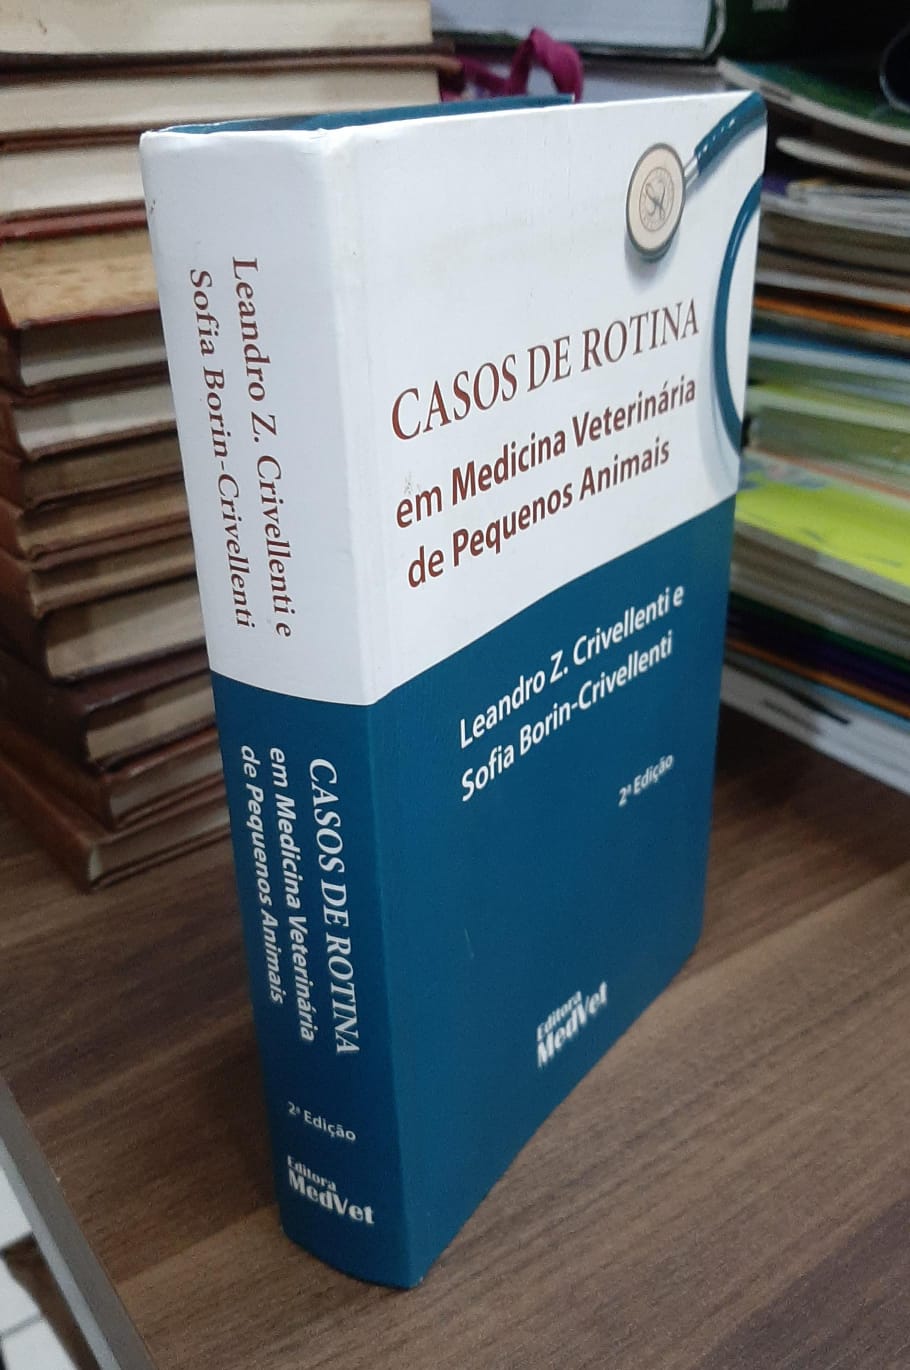 Leandro Z. Crivellenti e
Sofia Borin-Crivellenti
CASOS DE ROTINA
em Medicina Veterinária
de Pequenos Animais
2ª Edição
Editora
MedVet
CASOS DE ROTINA
em Medicina Veterinária
de Pequenos Animais
Leandro Z. Crivellenti e
Sofia Borin-Crivellenti
2ª Edição
Editora
MedVet